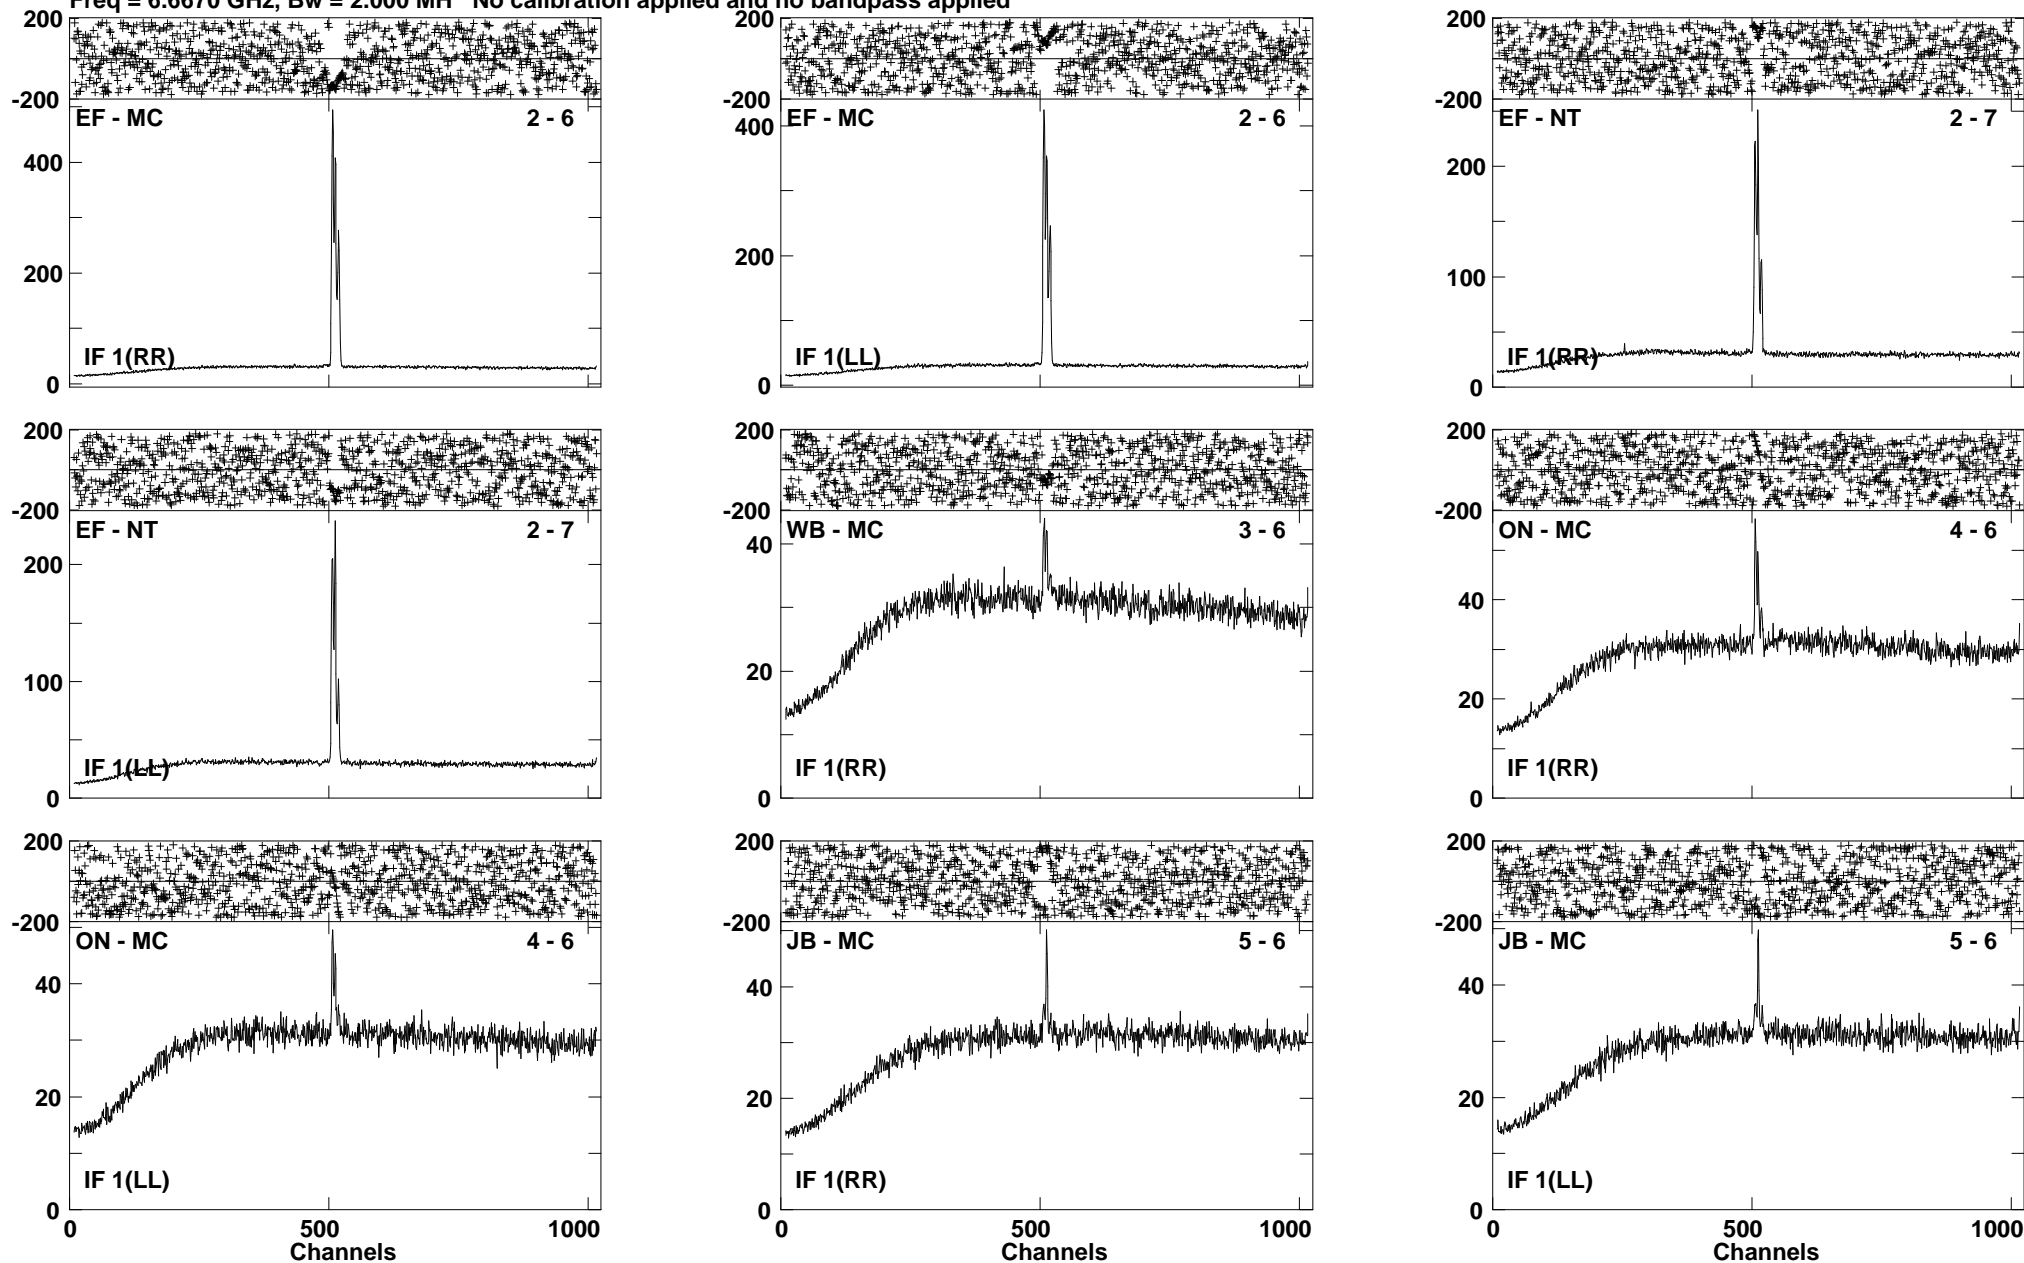 Freq = 6.6670 GHz, Bw = 2.000 MH No calibration applied and no bandpass applied
200
-200
EF - MC 2 - 6
400
200
0
IF 1(RR)
200
-200
EF - MC 2 - 6
400
200
0
IF 1(LL)
200
-200
EF - NT 2 - 7
200
100
0
IF 1(RR)
200
-200
EF - NT 2 - 7
200
100
0
IF 1(LL)
200
-200
WB - MC 3 - 6
40
20
0
IF 1(RR)
200
-200
ON - MC 4 - 6
40
20
0
IF 1(RR)
200
-200
ON - MC 4 - 6
40
20
0
IF 1(LL)
0 500 1000
Channels
200
-200
JB - MC 5 - 6
40
20
0
IF 1(RR)
0 500 1000
Channels
200
-200
JB - MC 5 - 6
40
20
0
IF 1(LL)
0 500 1000
Channels